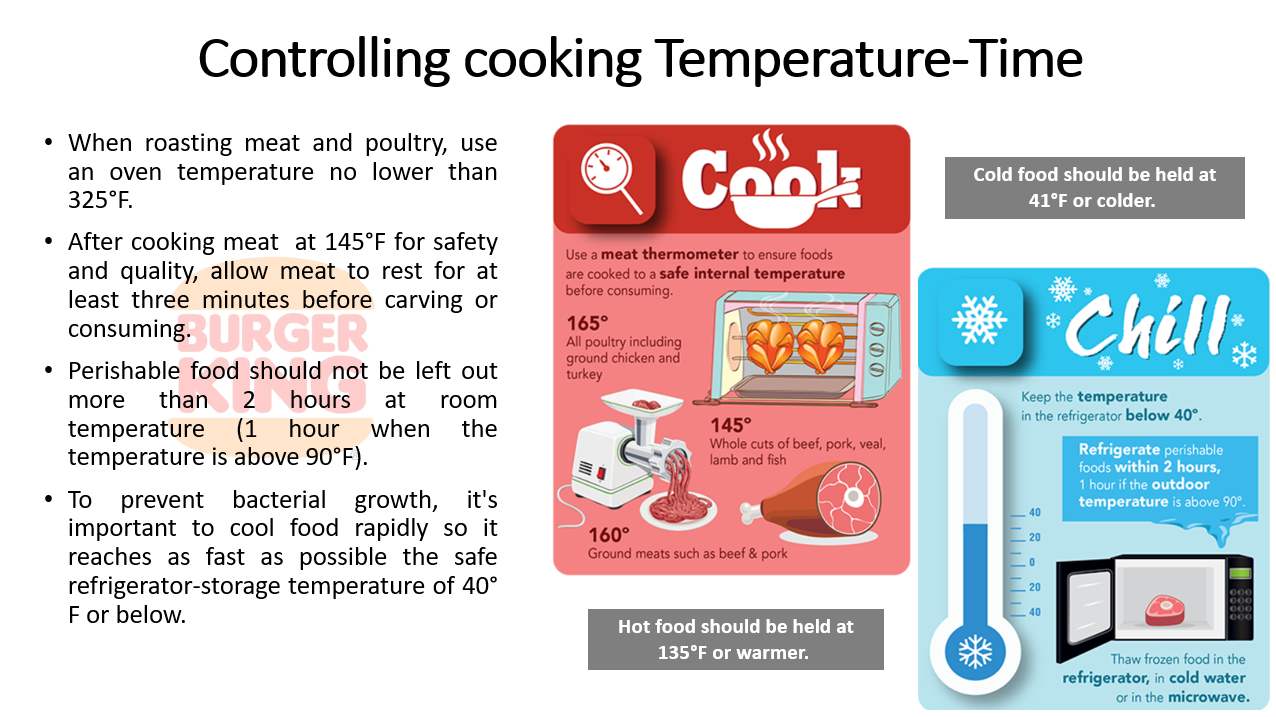 Controlling cooking Temperature-Time
• When roasting meat and poultry, use
an oven temperature no lower than
325°F.
• After cooking meat at 145°F for safety
and quality, allow meat to rest for at
least three minutes before carving or
consuming.
• Perishable food should not be left out
more than 2 hours at room
temperature (1 hour when the
temperature is above 90°F).
• To prevent bacterial growth, it's
important to cool food rapidly so it
reaches as fast as possible the safe
refrigerator-storage temperature of 40°
F or below.
BURGER
KING
Cook
Use a meat thermometer to ensure foods
are cooked to a safe internal temperature
before consuming.
165°
All poultry including
ground chicken and
turkey
145°
Whole cuts of beef, pork, veal,
lamb and fish
160°
Ground meats such as beef & pork
Hot food should be held at
135°F or warmer.
Cold food should be held at
41°F or colder.
Chill
Keep the temperature
in the refrigerator below 40°.
Refrigerate perishable
foods within 2 hours,
1 hour if the outdoor
temperature is above 90°.
40
20
0
20
40
Thaw frozen food in the
refrigerator, in cold water
or in the microwave.